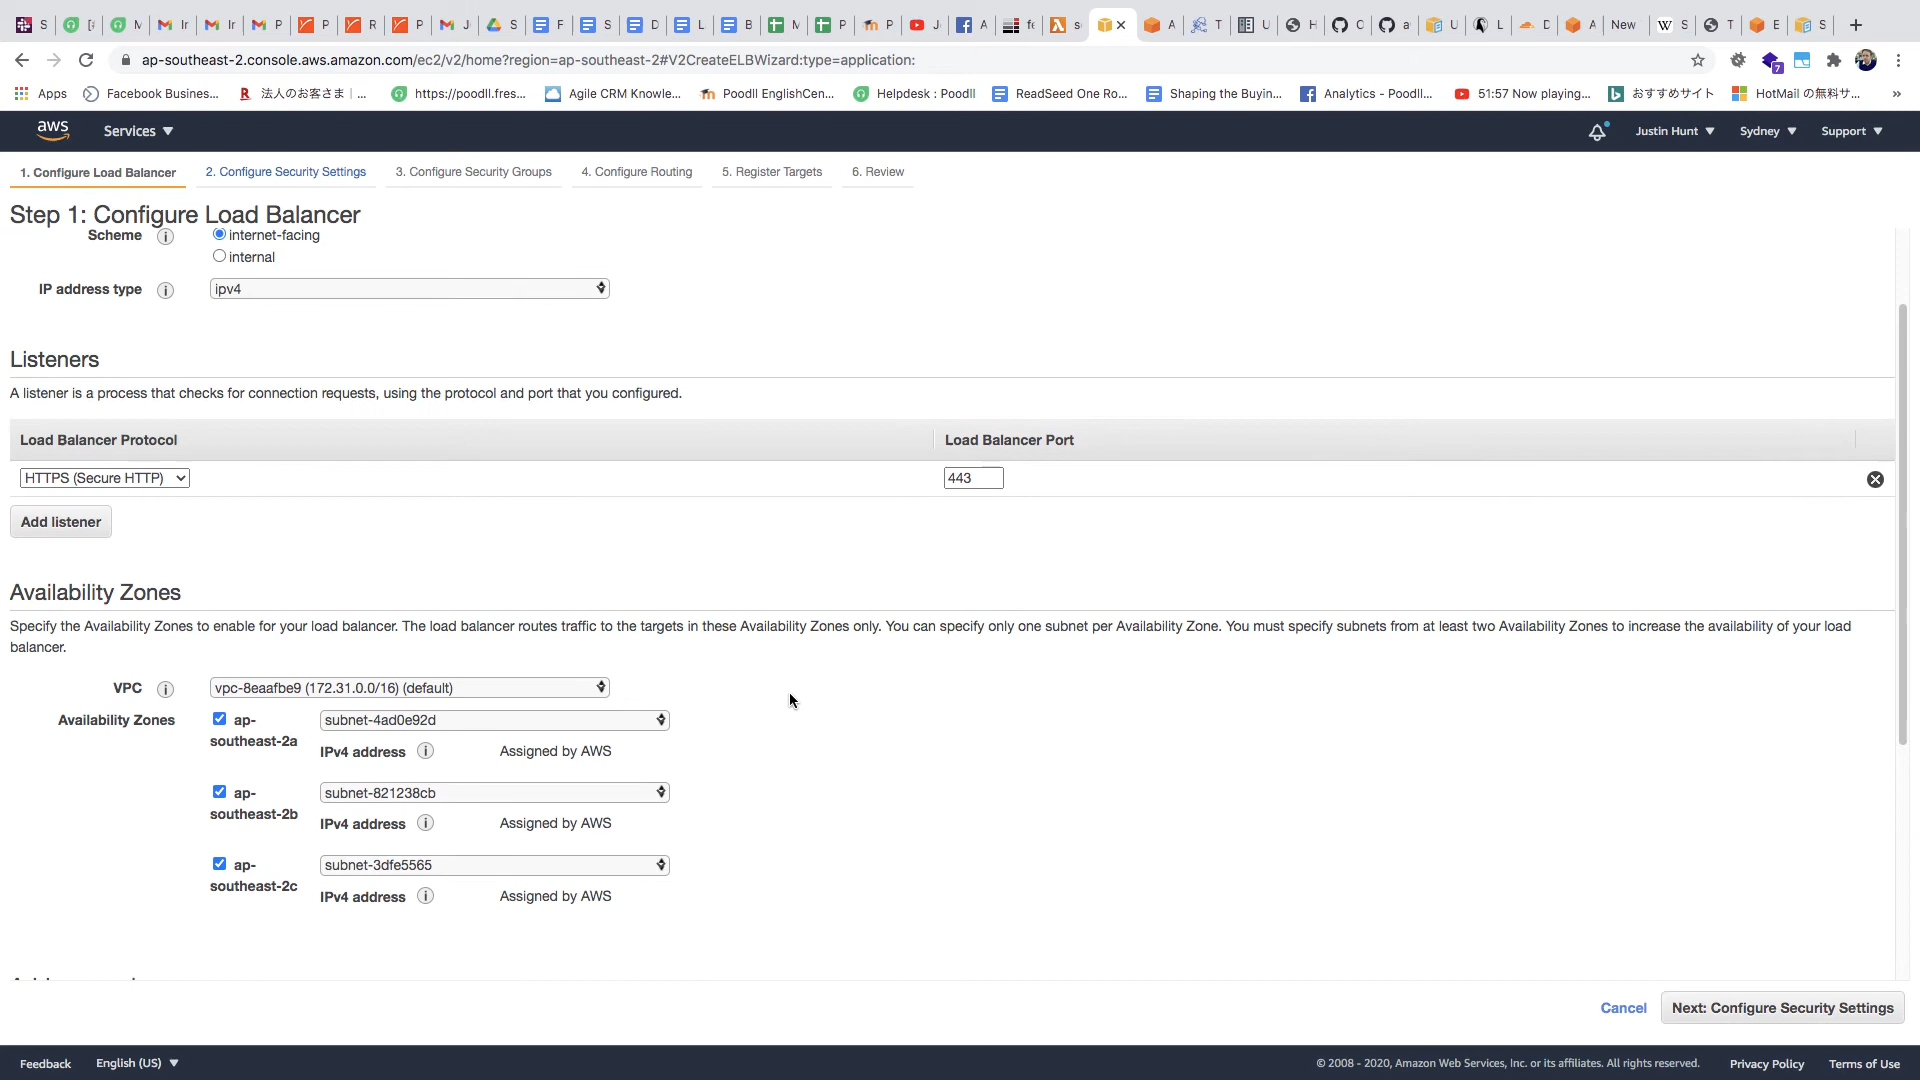 S
[
M
Ir
Ir
P
P
R
P
J
S
F
S
D
L
B
M
P
P
J
A
fe
s
A
T
U
H
C
a
U
L
D
A
New
S
T
E
S
ap-southeast-2.console.aws.amazon.com/ec2/v2/home?region=ap-southeast-2#V2CreateELBWizard:type=application:
7
Apps
Facebook Business...
R 法人のお客さま | ...
https://poodll.fres...
Agile CRM Knowle...
Poodll EnglishCen...
Helpdesk : Poodll
ReadSeed One Ro...
Shaping the Buyin...
Analytics - Poodll...
51:57 Now playing...
おすすめサイト
HotMail の無料サ...
»
aws
Services
Justin Hunt
Sydney
Support
1. Configure Load Balancer
2. Configure Security Settings
3. Configure Security Groups
4. Configure Routing
5. Register Targets
6. Review
Step 1: Configure Load Balancer
Scheme i internet-facing
internal
IP address type i ipv4
Listeners
A listener is a process that checks for connection requests, using the protocol and port that you configured.
Load Balancer Protocol Load Balancer Port
HTTPS (Secure HTTP) 443
Add listener
Availability Zones
Specify the Availability Zones to enable for your load balancer. The load balancer routes traffic to the targets in these Availability Zones only. You can specify only one subnet per Availability Zone. You must specify subnets from at least two Availability Zones to increase the availability of your load
balancer.
VPC i vpc-8eaafbe9 (172.31.0.0/16) (default)
Availability Zones ap- subnet-4ad0e92d
southeast-2a IPv4 address i Assigned by AWS
ap- subnet-821238cb
southeast-2b IPv4 address i Assigned by AWS
ap- subnet-3dfe5565
southeast-2c IPv4 address i Assigned by AWS
Cancel
Next: Configure Security Settings
Feedback
English (US)
© 2008 - 2020, Amazon Web Services, Inc. or its affiliates. All rights reserved.
Privacy Policy
Terms of Use